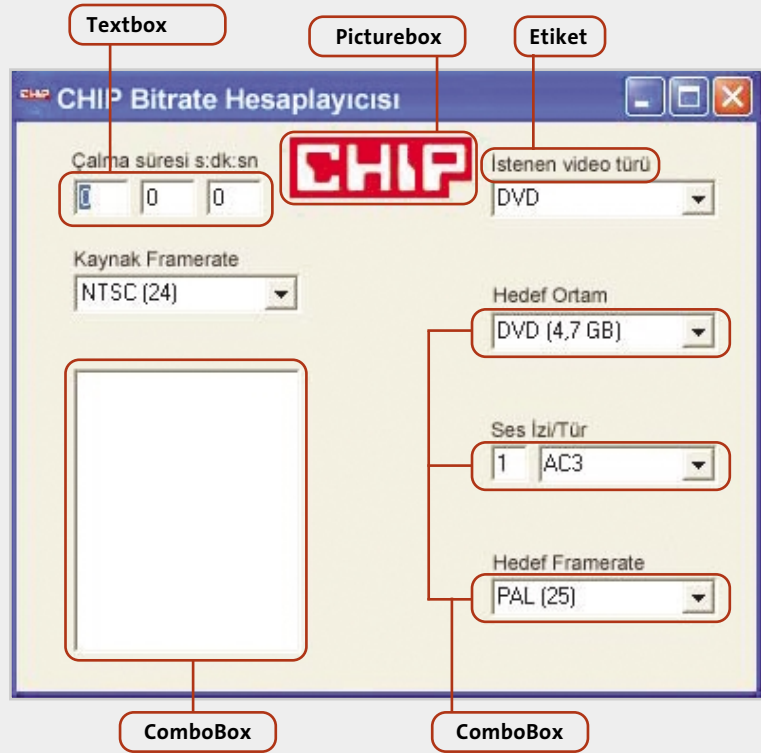 Textbox
Picturebox
Etiket
CHIP CHIP Bitrate Hesaplayıcısı
Çalma süresi s:dk:sn
CHIP
İstenen video türü
0 0 0
DVD
Kaynak Framerate
NTSC (24)
Hedef Ortam
DVD (4,7 GB)
Ses İzi/Tür
1 AC3
Hedef Framerate
PAL (25)
ComboBox
ComboBox